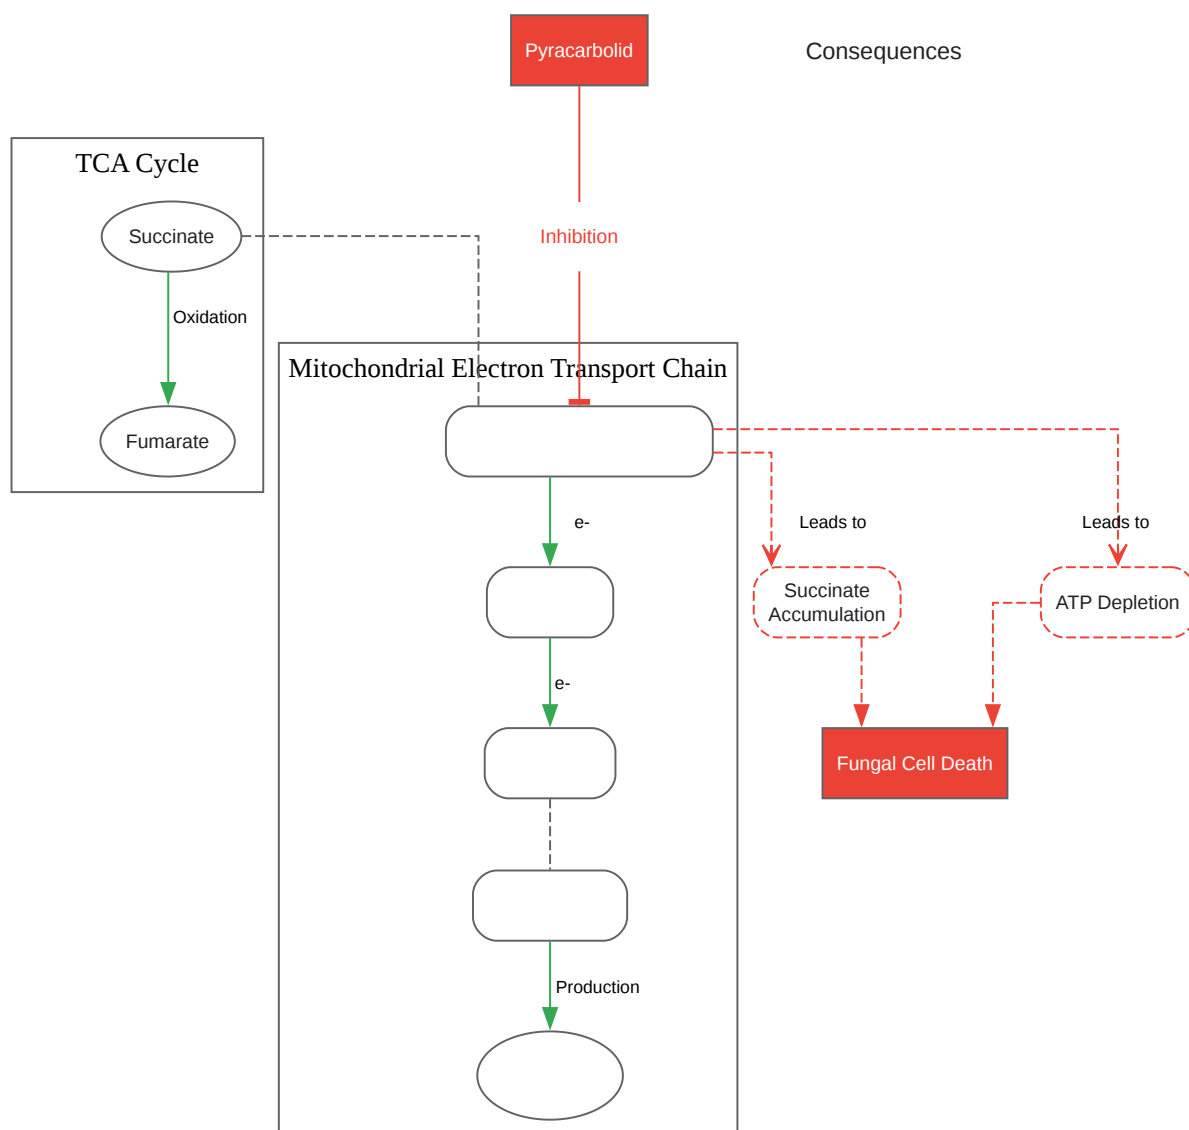 Pyracarbolid
Consequences
TCA Cycle
Succinate
Inhibition
Oxidation
Mitochondrial Electron Transport Chain
Fumarate
e-
Leads to
Leads to
Succinate
Accumulation
ATP Depletion
e-
Fungal Cell Death
Production